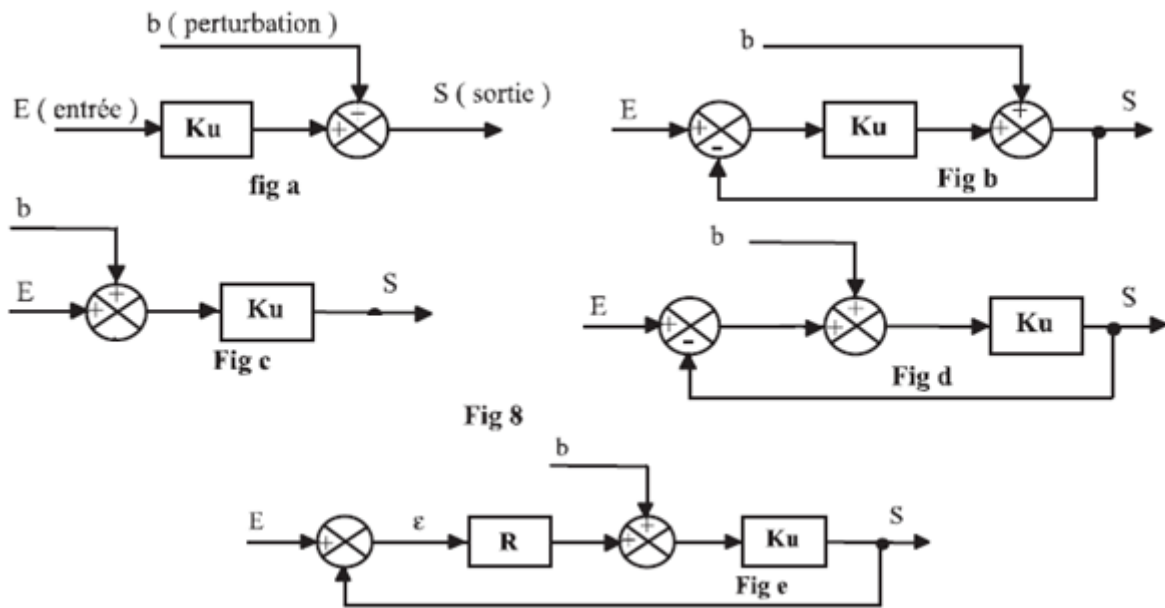 b ( perturbation )
E ( entrée )
Ku
−
+
S ( sortie )
fig a
b
E
+
-
Ku
+
+
S
Fig b
b
E
+
+
Ku
S
Fig c
b
E
+
-
+
+
Ku
S
Fig d
Fig 8
b
E
+
ε
R
+
+
Ku
S
Fig e